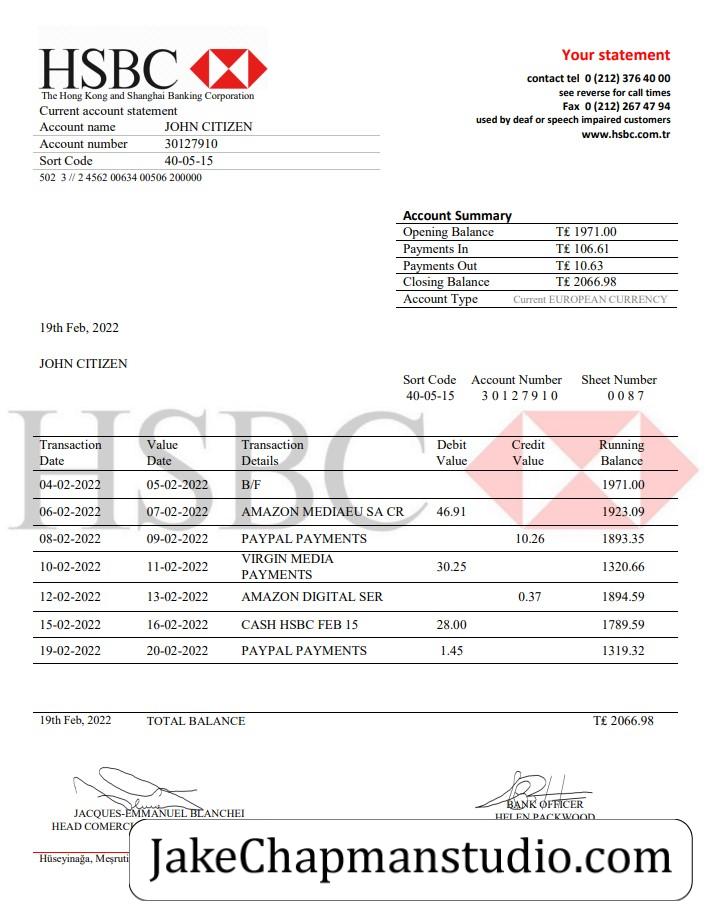 HSBC
The Hong Kong and Shanghai Banking Corporation
Current account statement
Account name JOHN CITIZEN
Account number 30127910
Sort Code 40-05-15
502 3 // 2 4562 00634 00506 200000
Your statement
contact tel 0 (212) 376 40 00
see reverse for call times
Fax 0 (212) 267 47 94
used by deaf or speech impaired customers
www.hsbc.com.tr
Account Summary
Opening Balance T₤ 1971.00
Payments In T₤ 106.61
Payments Out T₤ 10.63
Closing Balance T₤ 2066.98
Account Type Current EUROPEAN CURRENCY
19th Feb, 2022
JOHN CITIZEN
Sort Code Account Number Sheet Number
40-05-15 3 0 1 2 7 9 1 0 0 0 8 7
HSBC
Transaction Value Transaction Debit Credit Running
Date Date Details Value Value Balance
04-02-2022 05-02-2022 B/F 1971.00
06-02-2022 07-02-2022 AMAZON MEDIAEU SA CR 46.91 1923.09
08-02-2022 09-02-2022 PAYPAL PAYMENTS 10.26 1893.35
10-02-2022 11-02-2022 VIRGIN MEDIA PAYMENTS 30.25 1320.66
12-02-2022 13-02-2022 AMAZON DIGITAL SER 0.37 1894.59
15-02-2022 16-02-2022 CASH HSBC FEB 15 28.00 1789.59
19-02-2022 20-02-2022 PAYPAL PAYMENTS 1.45 1319.32
19th Feb, 2022 TOTAL BALANCE T₤ 2066.98
JACQUES-EMMANUEL BLANCHEI
HEAD
BANK OFFICER
HELEN PACKWOOD
Hüseyinağa,
JakeChapmanstudio.com